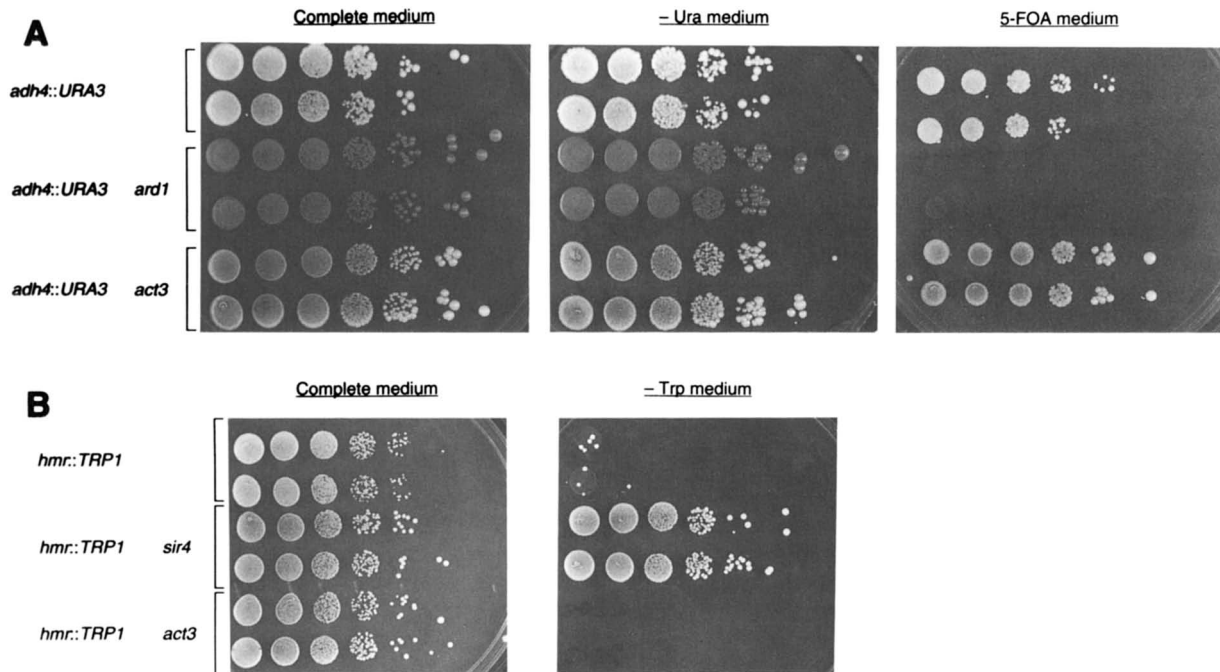 A
Complete medium
– Ura medium
5-FOA medium
adh4::URA3
adh4::URA3 ard1
adh4::URA3 act3
B
Complete medium
– Trp medium
hmr::TRP1
hmr::TRP1 sir4
hmr::TRP1 act3